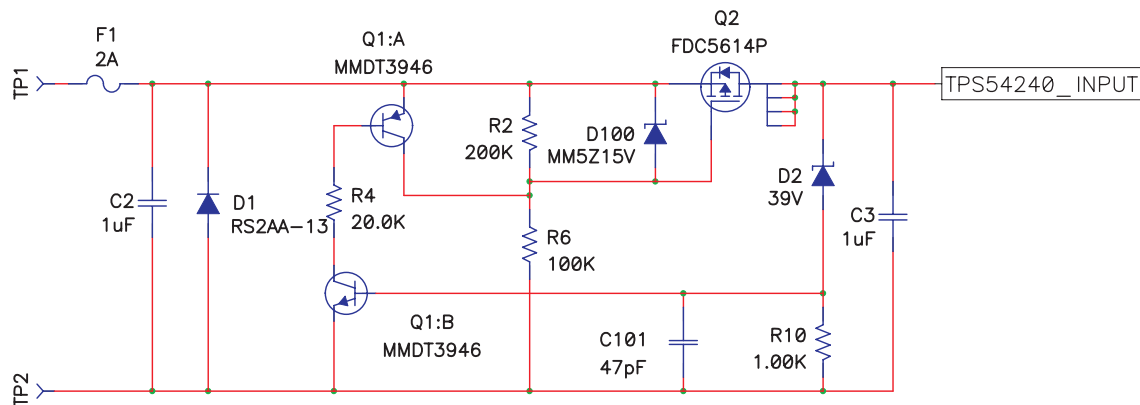 F1
2A
TP1
Q1:A
MMDT3946
Q2
FDC5614P
TPS54240_INPUT
R2
200K
D100
MM5Z15V
D2
39V
C2
1uF
D1
RS2AA-13
R4
20.0K
R6
100K
C3
1uF
Q1:B
MMDT3946
C101
47pF
R10
1.00K
TP2